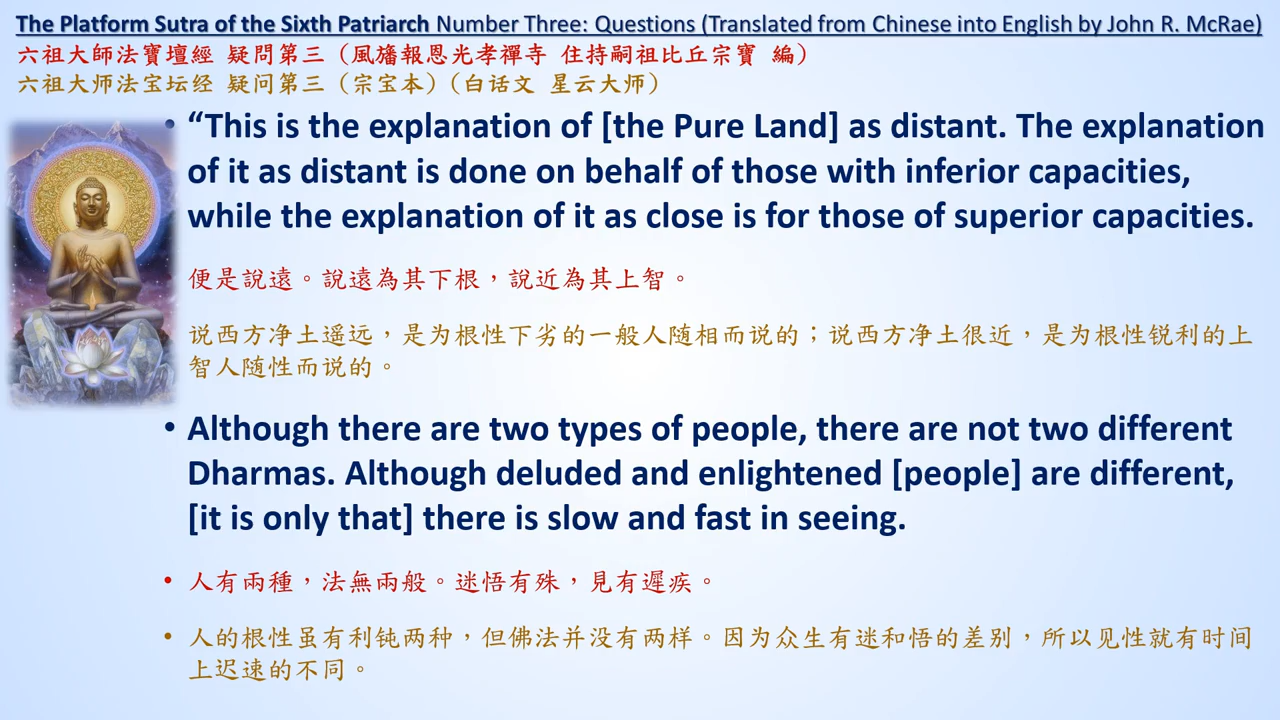 The Platform Sutra of the Sixth Patriarch Number Three: Questions (Translated from Chinese into English by John R. McRae)
六祖大師法寶壇經 疑問第三（風旛報恩光孝禪寺 住持嗣祖比丘宗寶 編）
六祖大师法宝坛经 疑问第三（宗宝本）（白话文 星云大师）
• “This is the explanation of [the Pure Land] as distant. The explanation
of it as distant is done on behalf of those with inferior capacities,
while the explanation of it as close is for those of superior capacities.
便是說遠。說遠為其下根，說近為其上智。
说西方净土遥远，是为根性下劣的一般人随相而说的；说西方净土很近，是为根性锐利的上
智人随性而说的。
• Although there are two types of people, there are not two different
Dharmas. Although deluded and enlightened [people] are different,
[it is only that] there is slow and fast in seeing.
• 人有兩種，法無兩般。迷悟有殊，見有遲疾。
• 人的根性虽有利钝两种，但佛法并没有两样。因为众生有迷和悟的差别，所以见性就有时间
上迟速的不同。